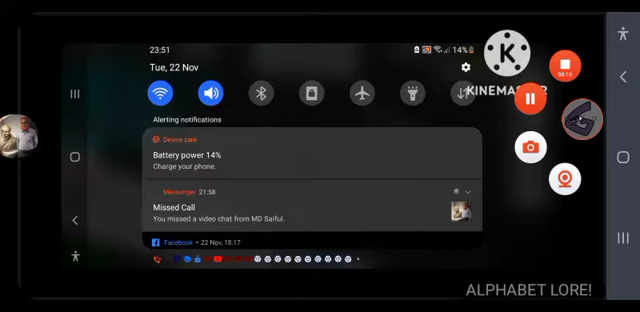 23:51
14%
Tue, 22 Nov
K
KINEMASTER
08:10
Alerting notifications
Device care
Battery power 14%
Charge your phone.
Messenger 21:58
Missed Call
You missed a video chat from MD Saiful.
Facebook • 22 Nov, 18:17
ALPHABET LORE!